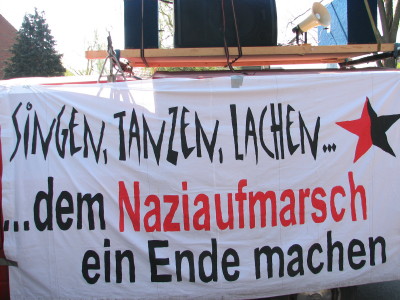 SiNGEN, TANZEN, LACHEN...
...dem Naziaufmarsch
ein Ende machen